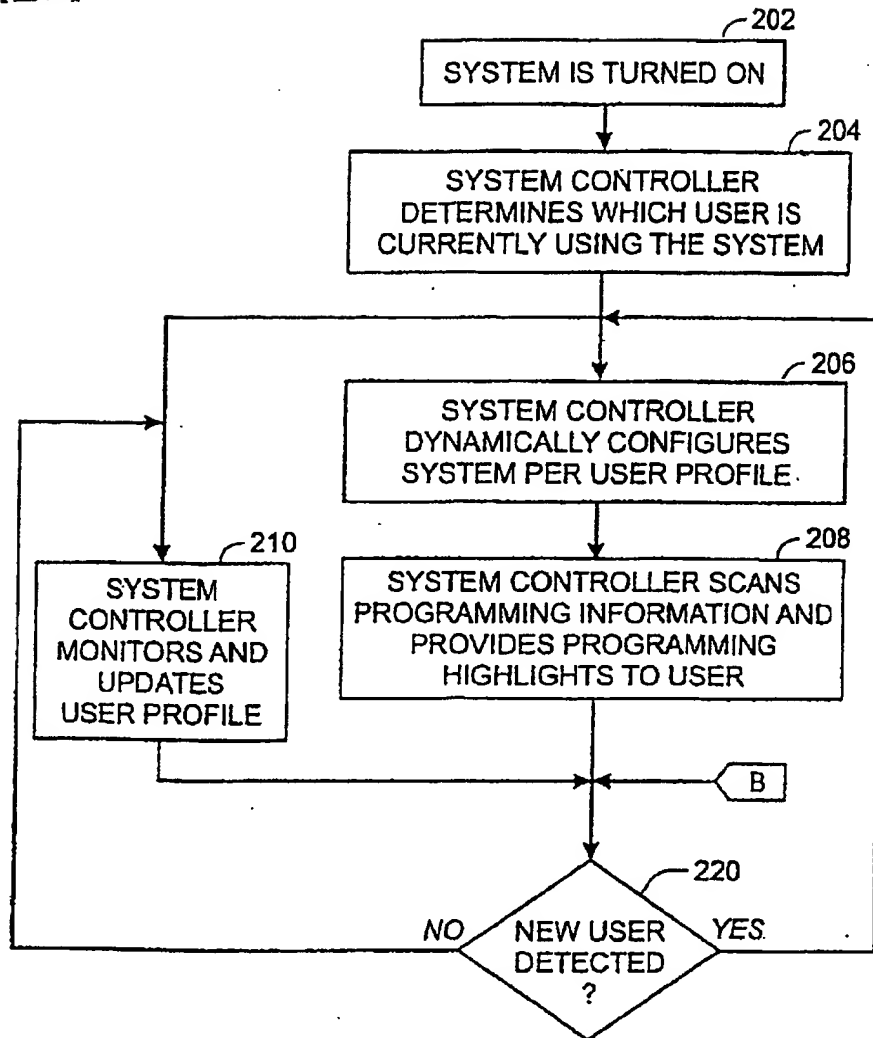 202
SYSTEM IS TURNED ON
204
SYSTEM CONTROLLER
DETERMINES WHICH USER IS
CURRENTLY USING THE SYSTEM
206
SYSTEM CONTROLLER
DYNAMICALLY CONFIGURES
SYSTEM PER USER PROFILE.
210
SYSTEM
CONTROLLER
MONITORS AND
UPDATES
USER PROFILE
208
SYSTEM CONTROLLER SCANS
PROGRAMMING INFORMATION AND
PROVIDES PROGRAMMING
HIGHLIGHTS TO USER
B
220
NO
NEW USER
DETECTED
?
YES.